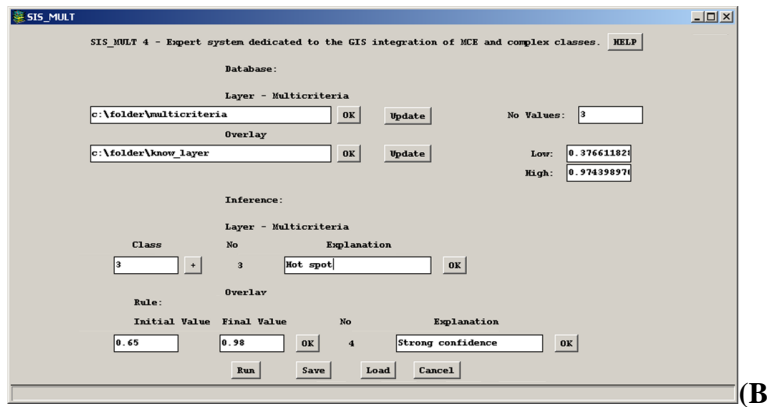 SIS_MULT
SIS_MULT 4 - Expert system dedicated to the GIS integration of MCE and complex classes. HELP
Database:
Layer - Multicriteria
c:\folder\multicriteria OK Update No Values: 3
Overlay
c:\folder\know_layer OK Update Low: 0.376611828
High: 0.974398976
Inference:
Layer - Multicriteria
Class No Explanation
3 + 3 Hot spot OK
Overlay
Rule:
Initial Value Final Value No Explanation
0.65 0.98 OK 4 Strong confidence OK
Run Save Load Cancel
(B